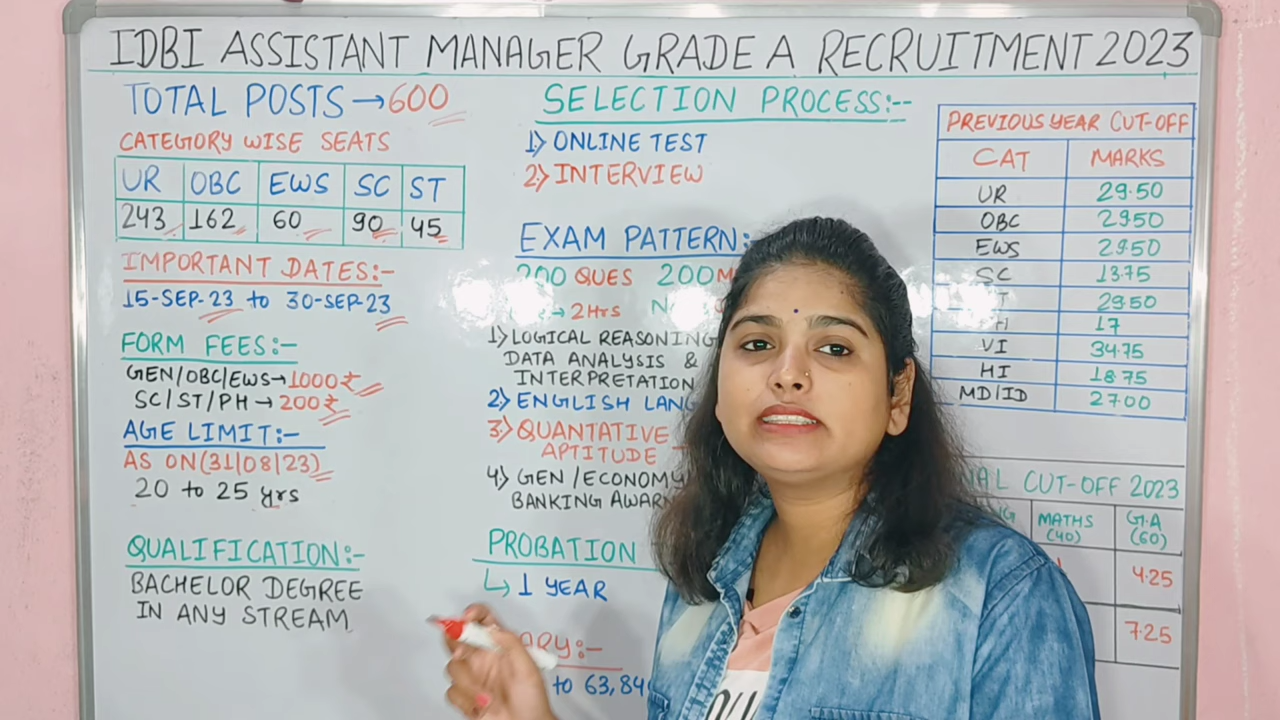 IDBI ASSISTANT MANAGER GRADE A RECRUITMENT 2023
TOTAL POSTS → 600
CATEGORY WISE SEATS
UR OBC EWS SC ST
243 162 60 90 45
IMPORTANT DATES:-
15-SEP-23 to 30-SEP-23
FORM FEES:-
GEN/OBC/EWS → 1000₹
SC/ST/PH → 200₹
AGE LIMIT:-
AS ON (31/08/23)
20 to 25 yrs
QUALIFICATION:-
BACHELOR DEGREE
IN ANY STREAM
SELECTION PROCESS:--
1) ONLINE TEST
2) INTERVIEW
EXAM PATTERN:-
200 QUES 200
→ 2Hrs
1) LOGICAL REASONING
DATA ANALYSIS &
INTERPRETATION
2) ENGLISH
3) QUANTATIVE
APTITUDE
4) GEN/ECONOMY
BANKING
PROBATION
↳ 1 YEAR
to 63,84
PREVIOUS YEAR CUT-OFF
CAT MARKS
UR 29.50
OBC 29.50
EWS 29.50
SC 13.75
29.50
17
VI 34.75
HI 18.75
MD/ID 27.00
CUT-OFF 2023
MATHS G.A
(40) (60)
4.25
7.25